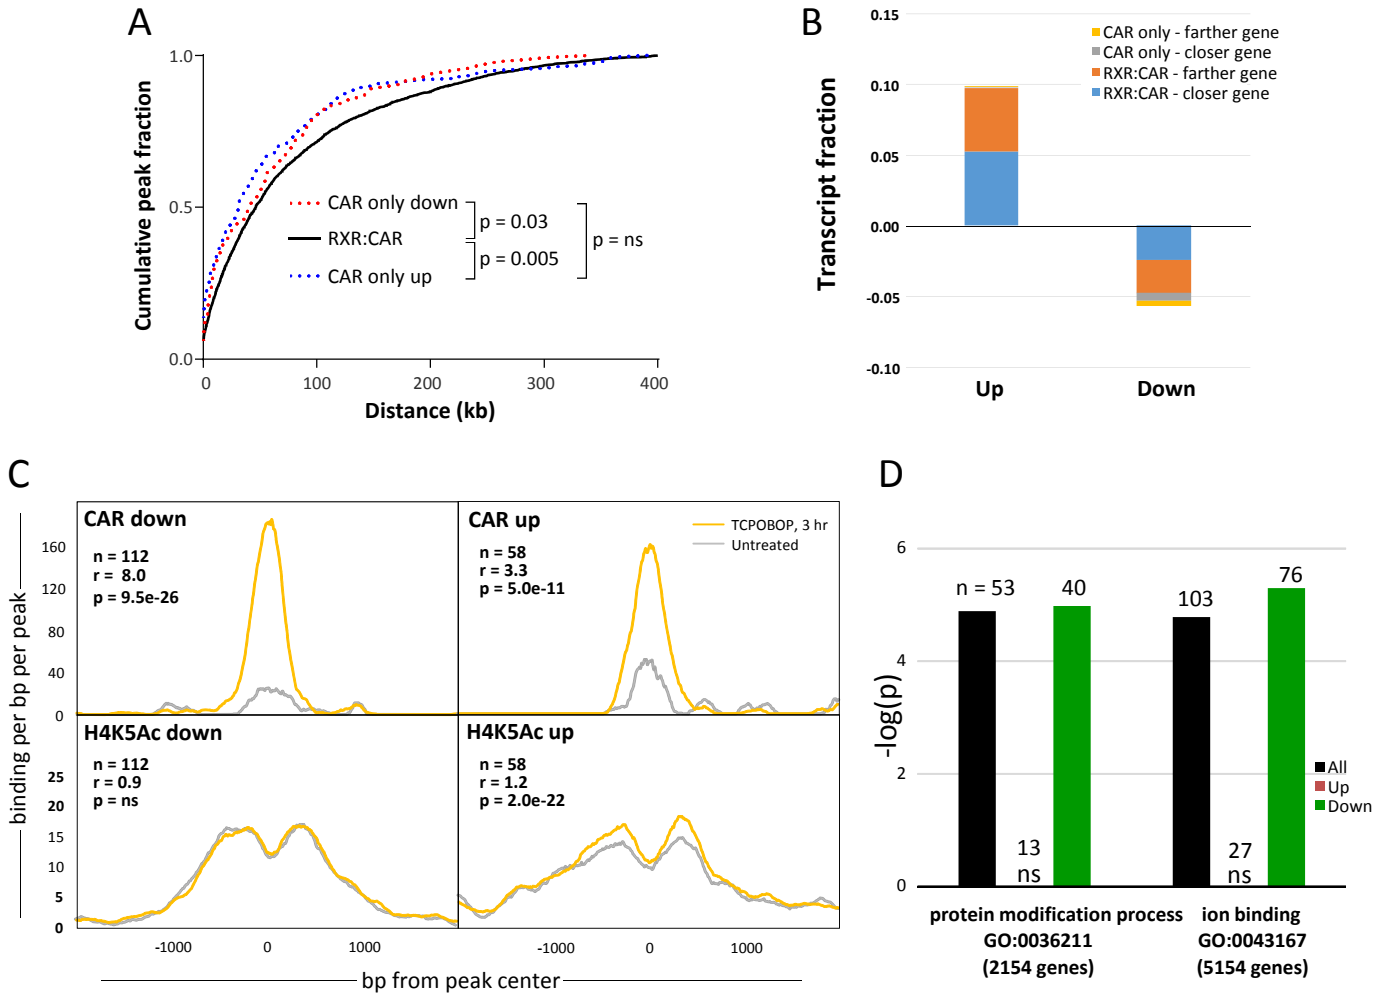 A
Cumulative peak fraction
1.0
0.5
0.0
0
100
200
300
400
Distance (kb)
CAR only down
RXR:CAR
CAR only up
p = 0.03
p = 0.005
p = ns
B
Transcript fraction
0.15
0.10
0.05
0.00
-0.05
-0.10
CAR only - farther gene
CAR only - closer gene
RXR:CAR - farther gene
RXR:CAR - closer gene
Up
Down
C
binding per bp per peak
160
120
80
40
0
CAR down
n = 112
r = 8.0
p = 9.5e-26
CAR up
n = 58
r = 3.3
p = 5.0e-11
TCPOBOP, 3 hr
Untreated
25
20
15
10
5
0
H4K5Ac down
n = 112
r = 0.9
p = ns
H4K5Ac up
n = 58
r = 1.2
p = 2.0e-22
-1000
0
1000
-1000
0
1000
bp from peak center
D
-log(p)
6
4
2
0
n = 53
40
103
76
13
ns
27
ns
All
Up
Down
protein modification process
GO:0036211
(2154 genes)
ion binding
GO:0043167
(5154 genes)